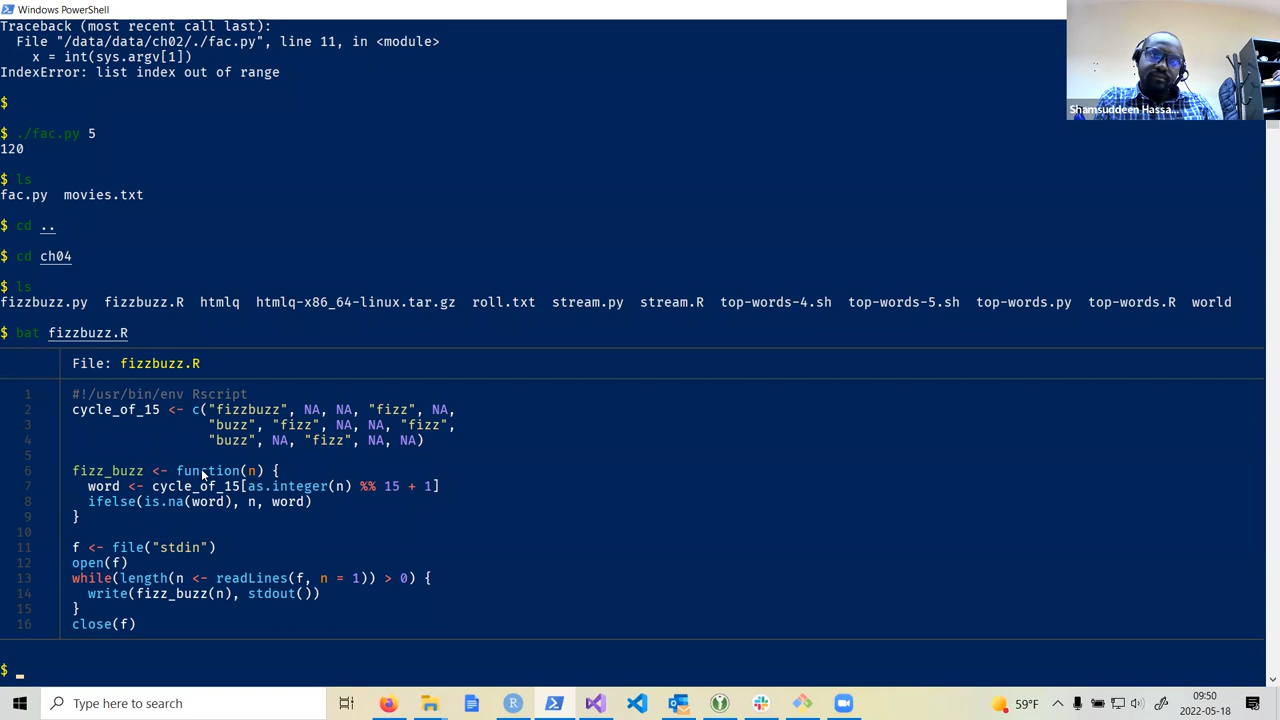 Windows PowerShell
Traceback (most recent call last):
File "/data/data/ch02/./fac.py", line 11, in <module>
x = int(sys.argv[1])
IndexError: list index out of range
$
$ ./fac.py 5
120
$ ls
fac.py movies.txt
$ cd ..
$ cd ch04
$ ls
fizzbuzz.py fizzbuzz.R htmlq htmlq-x86_64-linux.tar.gz roll.txt stream.py stream.R top-words-4.sh top-words-5.sh top-words.py top-words.R world
$ bat fizzbuzz.R
File: fizzbuzz.R
1 #!/usr/bin/env Rscript
2 cycle_of_15 <- c("fizzbuzz", NA, NA, "fizz", NA,
3 "buzz", "fizz", NA, NA, "fizz",
4 "buzz", NA, "fizz", NA, NA)
5
6 fizz_buzz <- function(n) {
7 word <- cycle_of_15[as.integer(n) %% 15 + 1]
8 ifelse(is.na(word), n, word)
9 }
10
11 f <- file("stdin")
12 open(f)
13 while(length(n <- readLines(f, n = 1)) > 0) {
14 write(fizz_buzz(n), stdout())
15 }
16 close(f)
$ _
Shamsuddeen Hassa...
Type here to search
59°F
09:50
2022-05-18